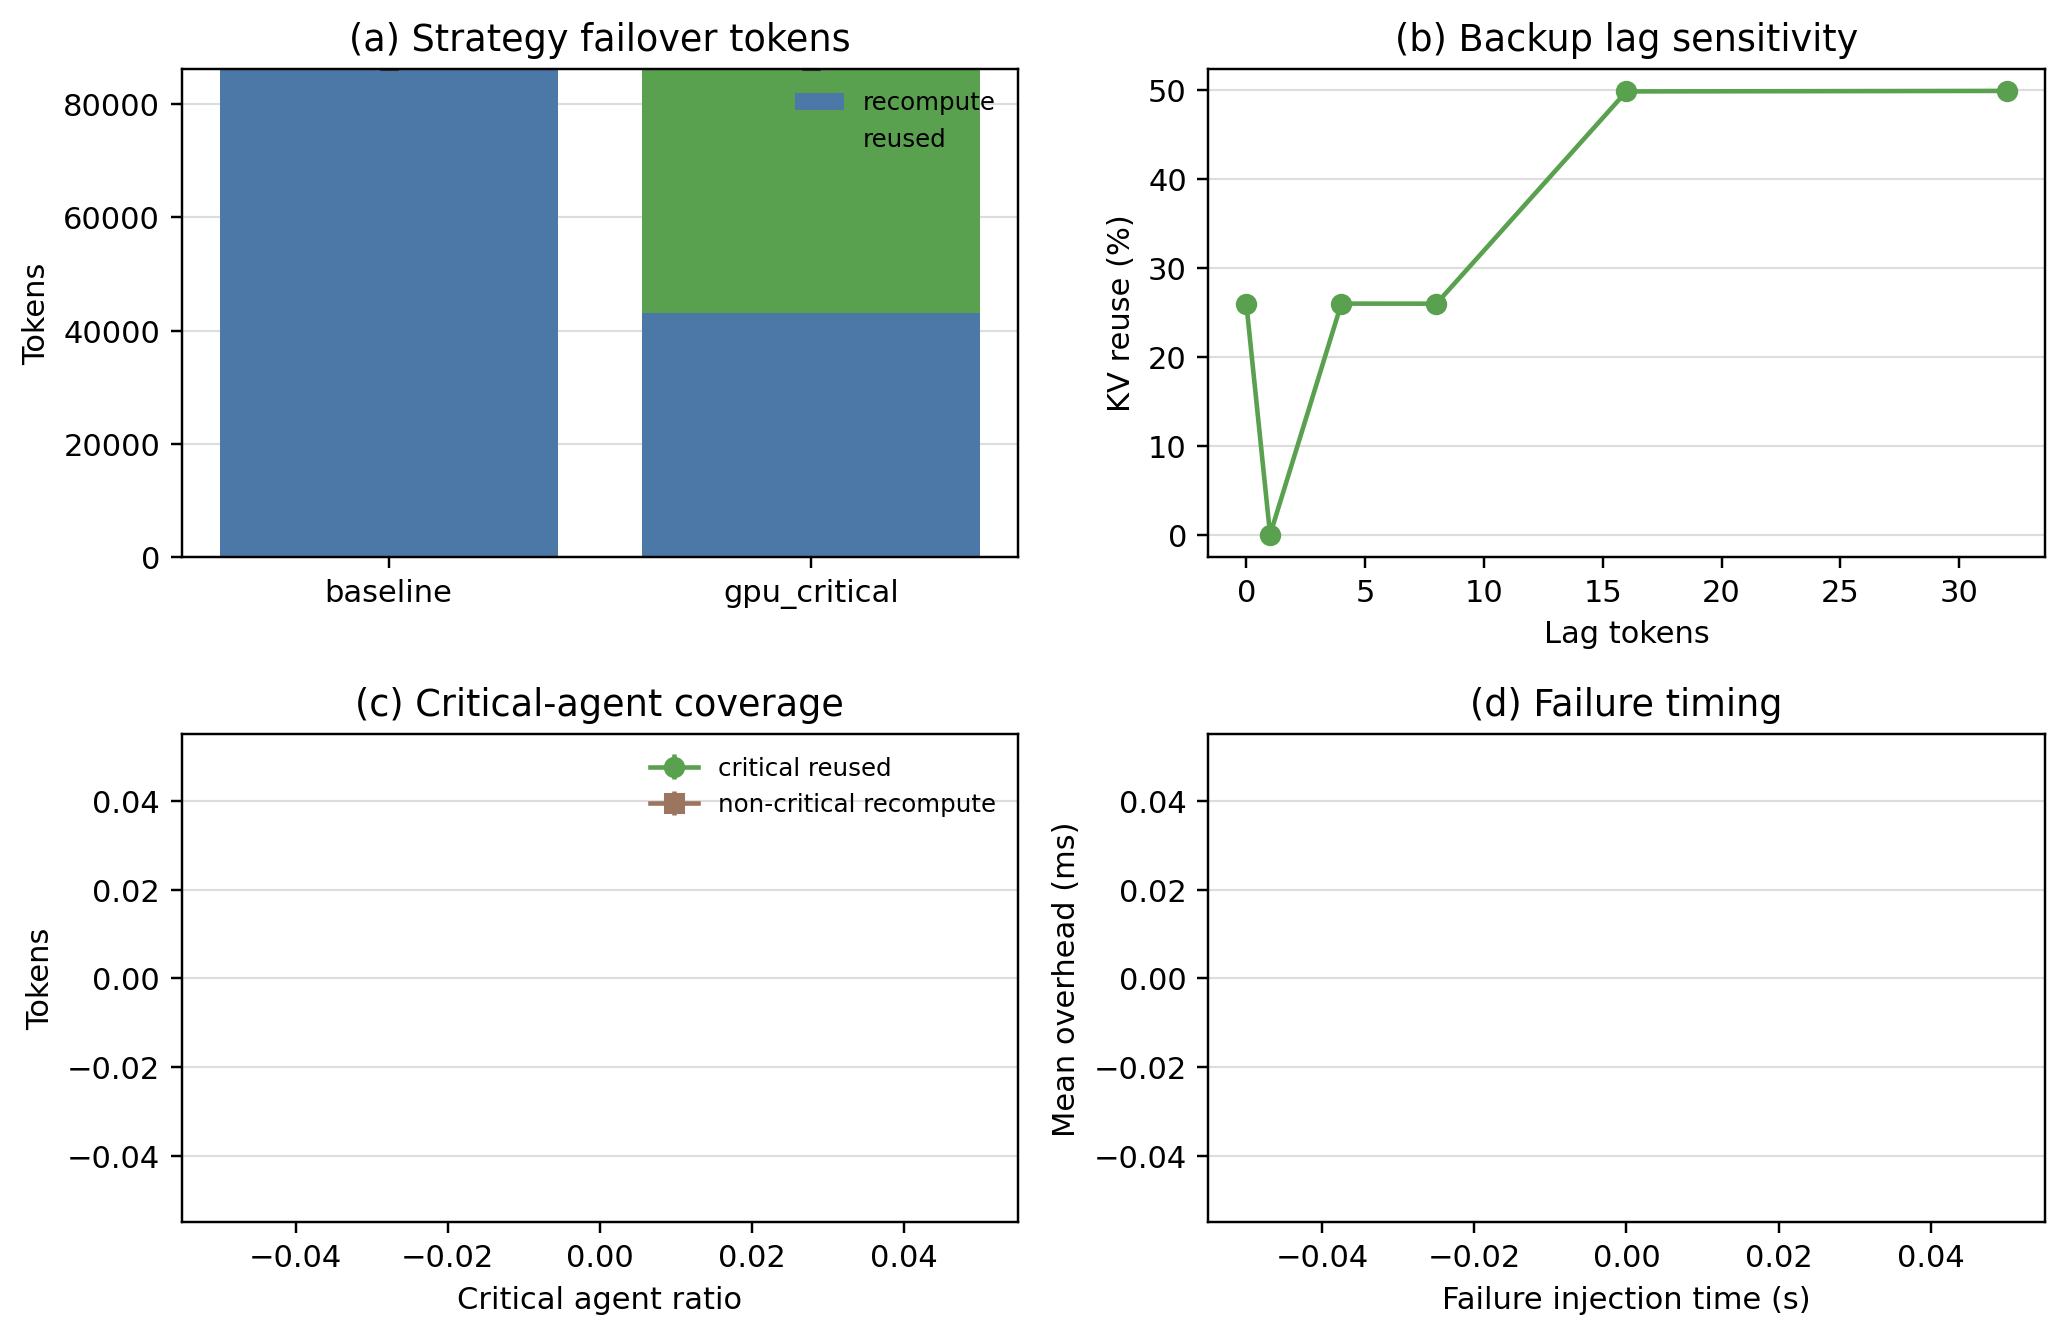 (a) Strategy failover tokens
80000
60000
40000
20000
0
Tokens
recompute
reused
baseline
gpu_critical
(b) Backup lag sensitivity
50
40
30
20
10
0
KV reuse (%)
0 5 10 15 20 25 30
Lag tokens
(c) Critical-agent coverage
critical reused
non-critical recompute
0.04
0.02
0.00
−0.02
−0.04
Tokens
−0.04 −0.02 0.00 0.02 0.04
Critical agent ratio
(d) Failure timing
0.04
0.02
0.00
−0.02
−0.04
Mean overhead (ms)
−0.04 −0.02 0.00 0.02 0.04
Failure injection time (s)